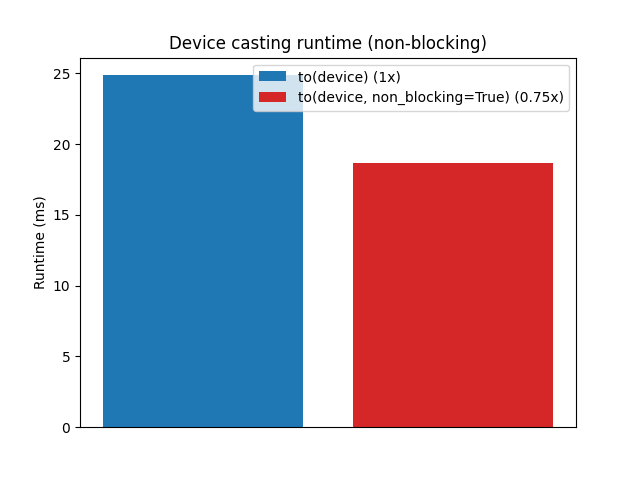 Device casting runtime (non-blocking)
to(device) (1x)
to(device, non_blocking=True) (0.75x)
Runtime (ms)
25
20
15
10
5
0